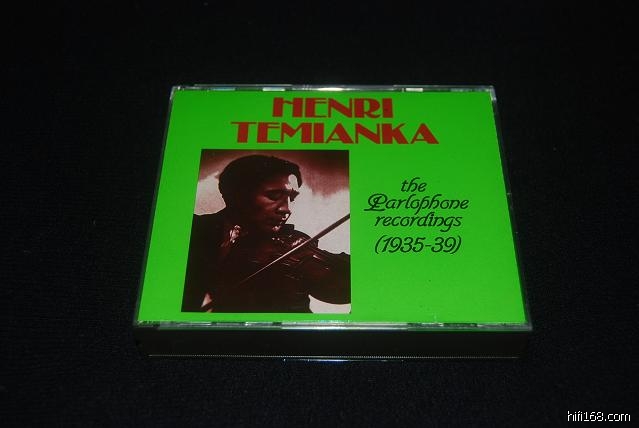 HENRI
TEMIANKA
the
Parlophone
recordings
(1935-39)
hifi168.com